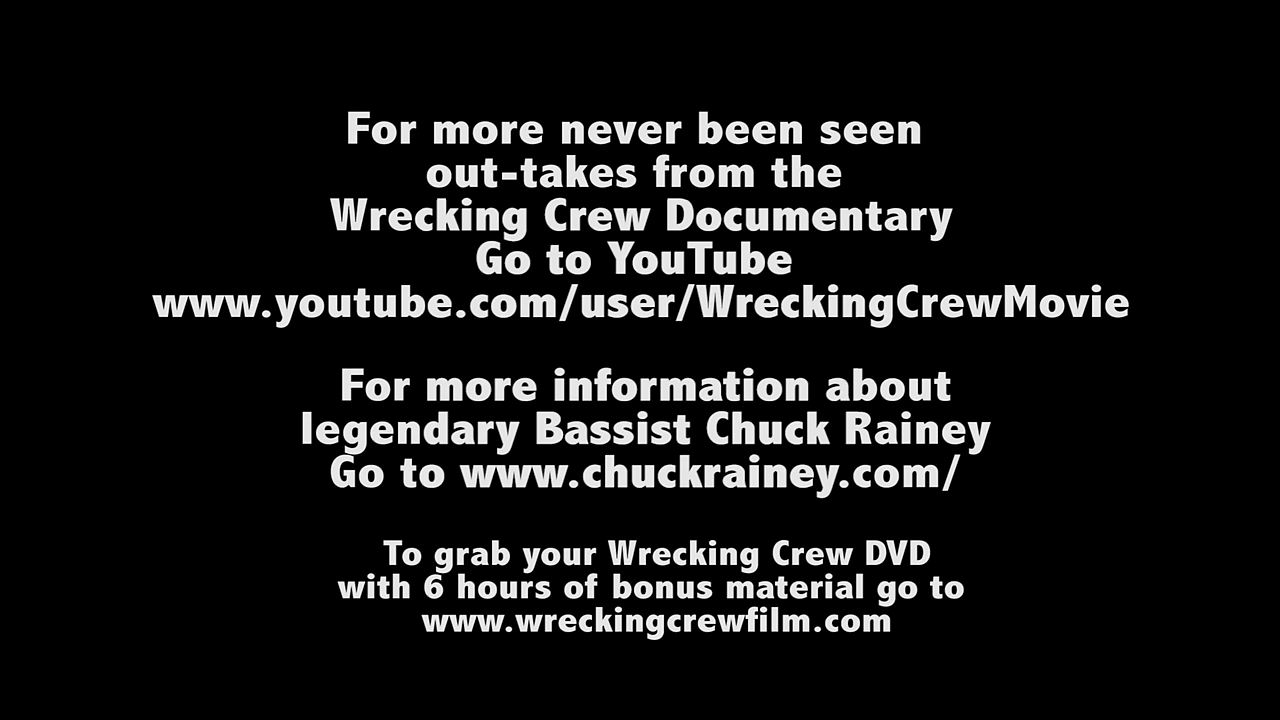 For more never been seen
out-takes from the
Wrecking Crew Documentary
Go to YouTube
www.youtube.com/user/WreckingCrewMovie
For more information about
legendary Bassist Chuck Rainey
Go to www.chuckrainey.com/
To grab your Wrecking Crew DVD
with 6 hours of bonus material go to
www.wreckingcrewfilm.com